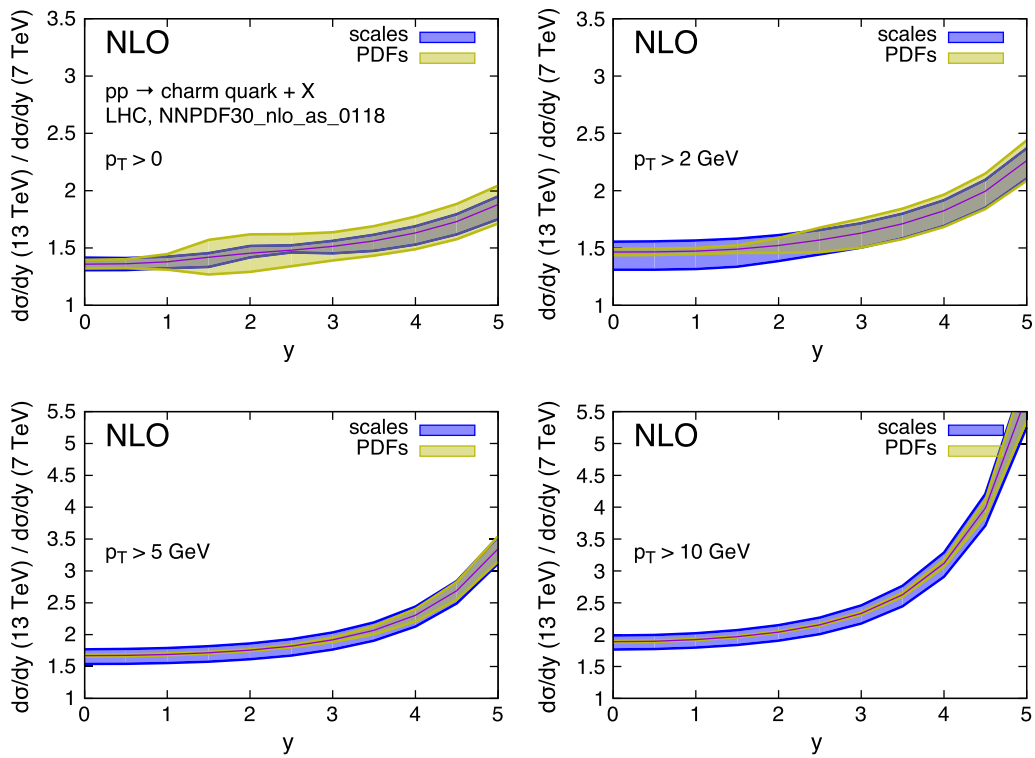 dσ/dy (13 TeV) / dσ/dy (7 TeV)
3.5
3
2.5
2
1.5
1
NLO
scales
PDFs
pp → charm quark + X
LHC, NNPDF30_nlo_as_0118
pT > 0
0 1 2 3 4 5
y
dσ/dy (13 TeV) / dσ/dy (7 TeV)
3.5
3
2.5
2
1.5
1
NLO
scales
PDFs
pT > 2 GeV
0 1 2 3 4 5
y
dσ/dy (13 TeV) / dσ/dy (7 TeV)
5.5
5
4.5
4
3.5
3
2.5
2
1.5
1
NLO
scales
PDFs
pT > 5 GeV
0 1 2 3 4 5
y
dσ/dy (13 TeV) / dσ/dy (7 TeV)
5.5
5
4.5
4
3.5
3
2.5
2
1.5
1
NLO
scales
PDFs
pT > 10 GeV
0 1 2 3 4 5
y